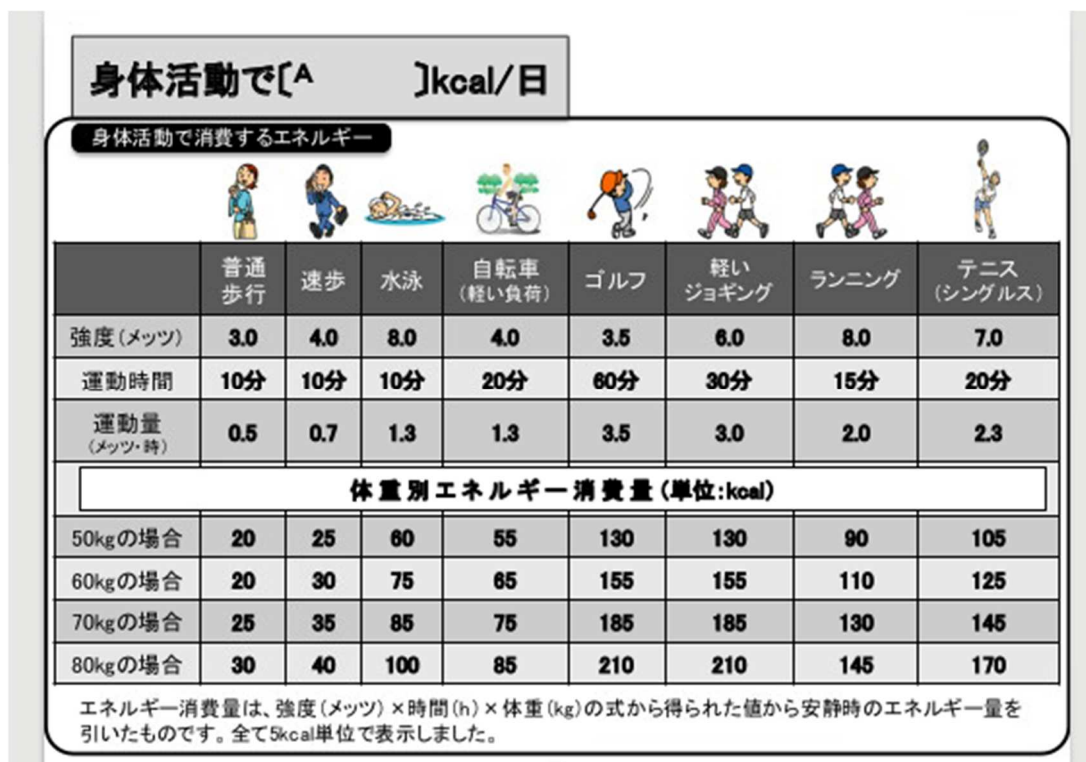 身体活動で〔A　　　〕kcal/日
身体活動で消費するエネルギー
普通歩行 速歩 水泳 自転車(軽い負荷) ゴルフ 軽いジョギング ランニング テニス(シングルス)
強度(メッツ) 3.0 4.0 8.0 4.0 3.5 6.0 8.0 7.0
運動時間 10分 10分 10分 20分 60分 30分 15分 20分
運動量(メッツ・時) 0.5 0.7 1.3 1.3 3.5 3.0 2.0 2.3
体重別エネルギー消費量(単位:kcal)
50kgの場合 20 25 60 55 130 130 90 105
60kgの場合 20 30 75 65 155 155 110 125
70kgの場合 25 35 85 75 185 185 130 145
80kgの場合 30 40 100 85 210 210 145 170
エネルギー消費量は、強度(メッツ)×時間(h)×体重(kg)の式から得られた値から安静時のエネルギー量を
引いたものです。全て5kcal単位で表示しました。